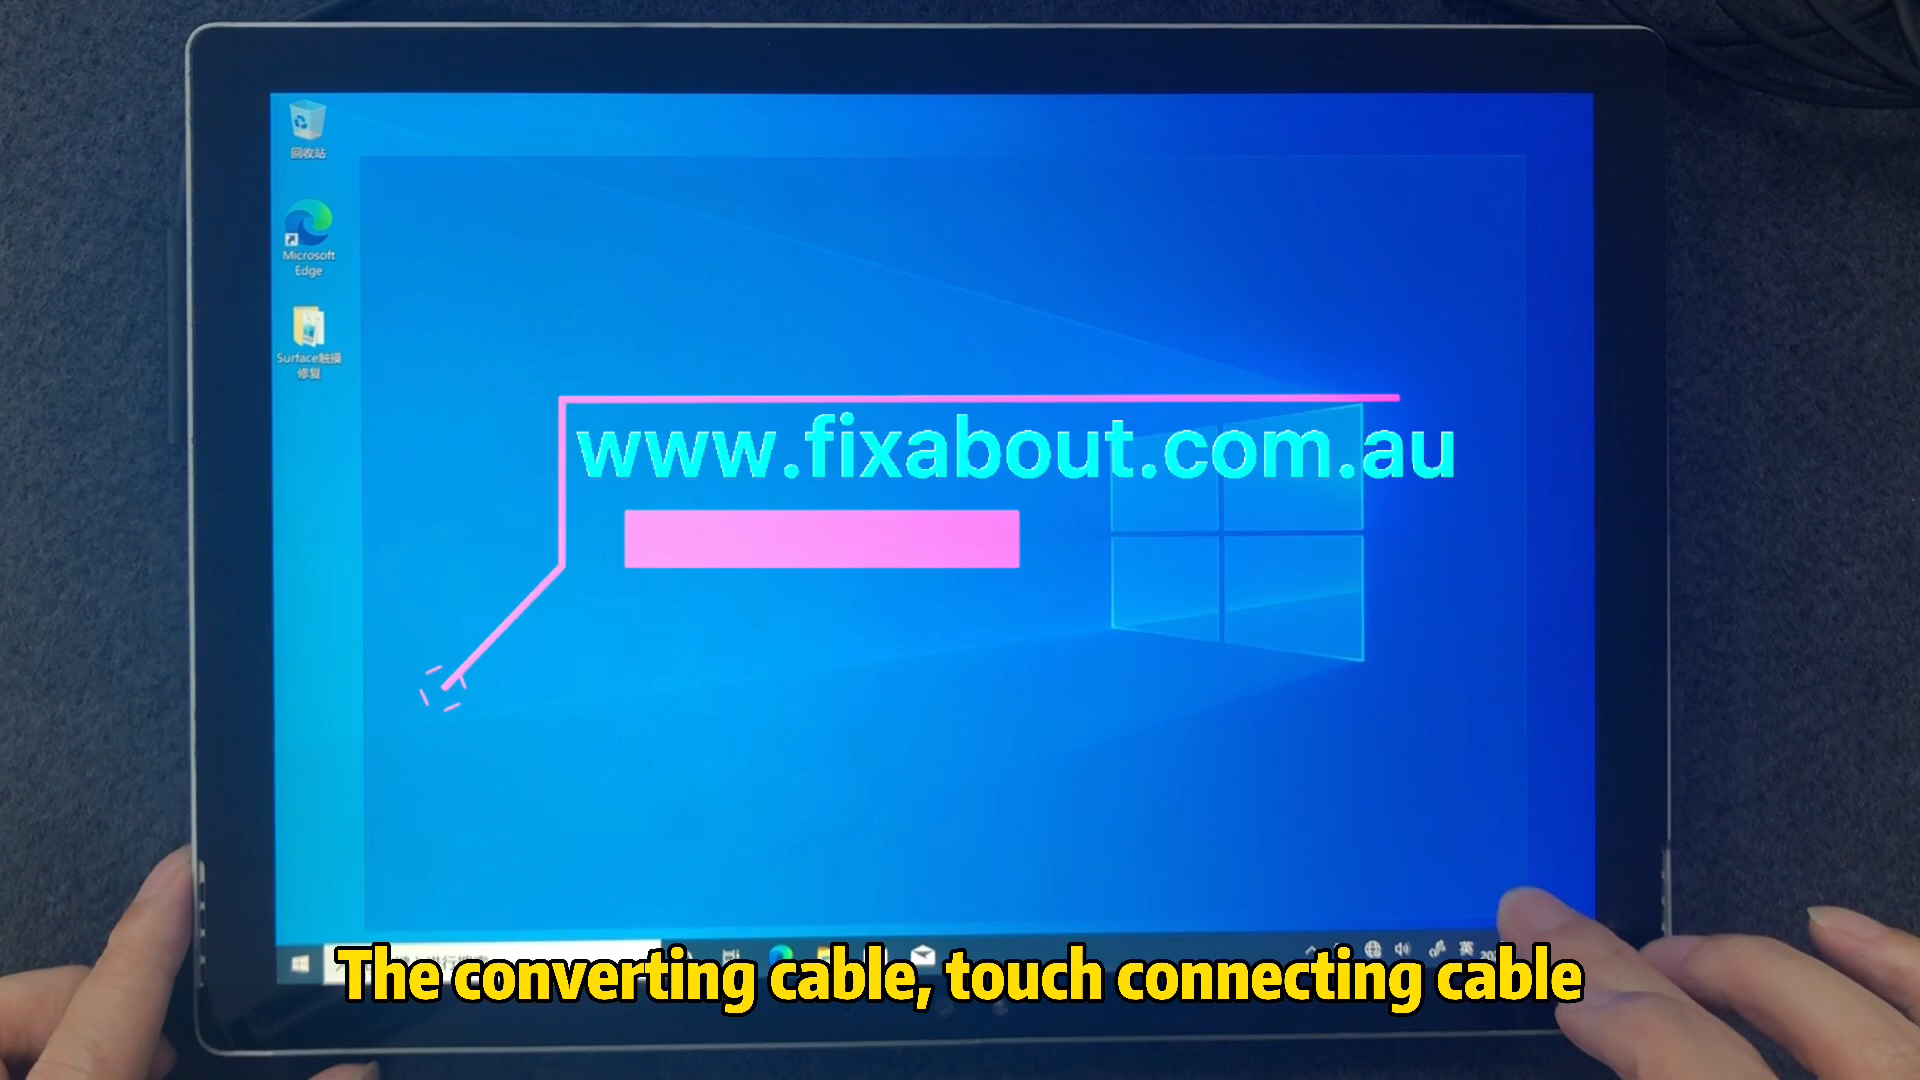 回收站
Microsoft
Edge
Surface触摸
修复
www.fixabout.com.au
英
The converting cable, touch connecting cable